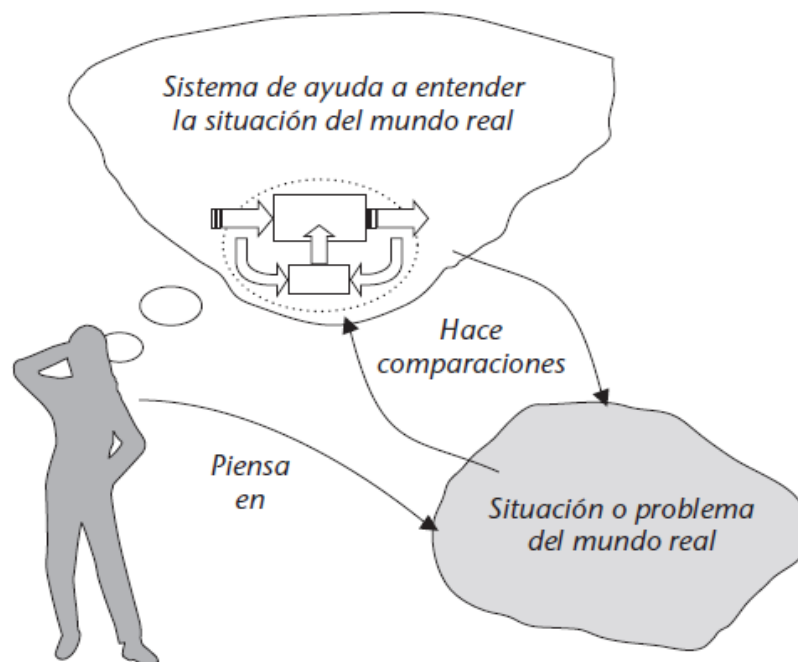 Sistema de ayuda a entender
la situación del mundo real
Hace
comparaciones
Piensa
en
Situación o problema
del mundo real